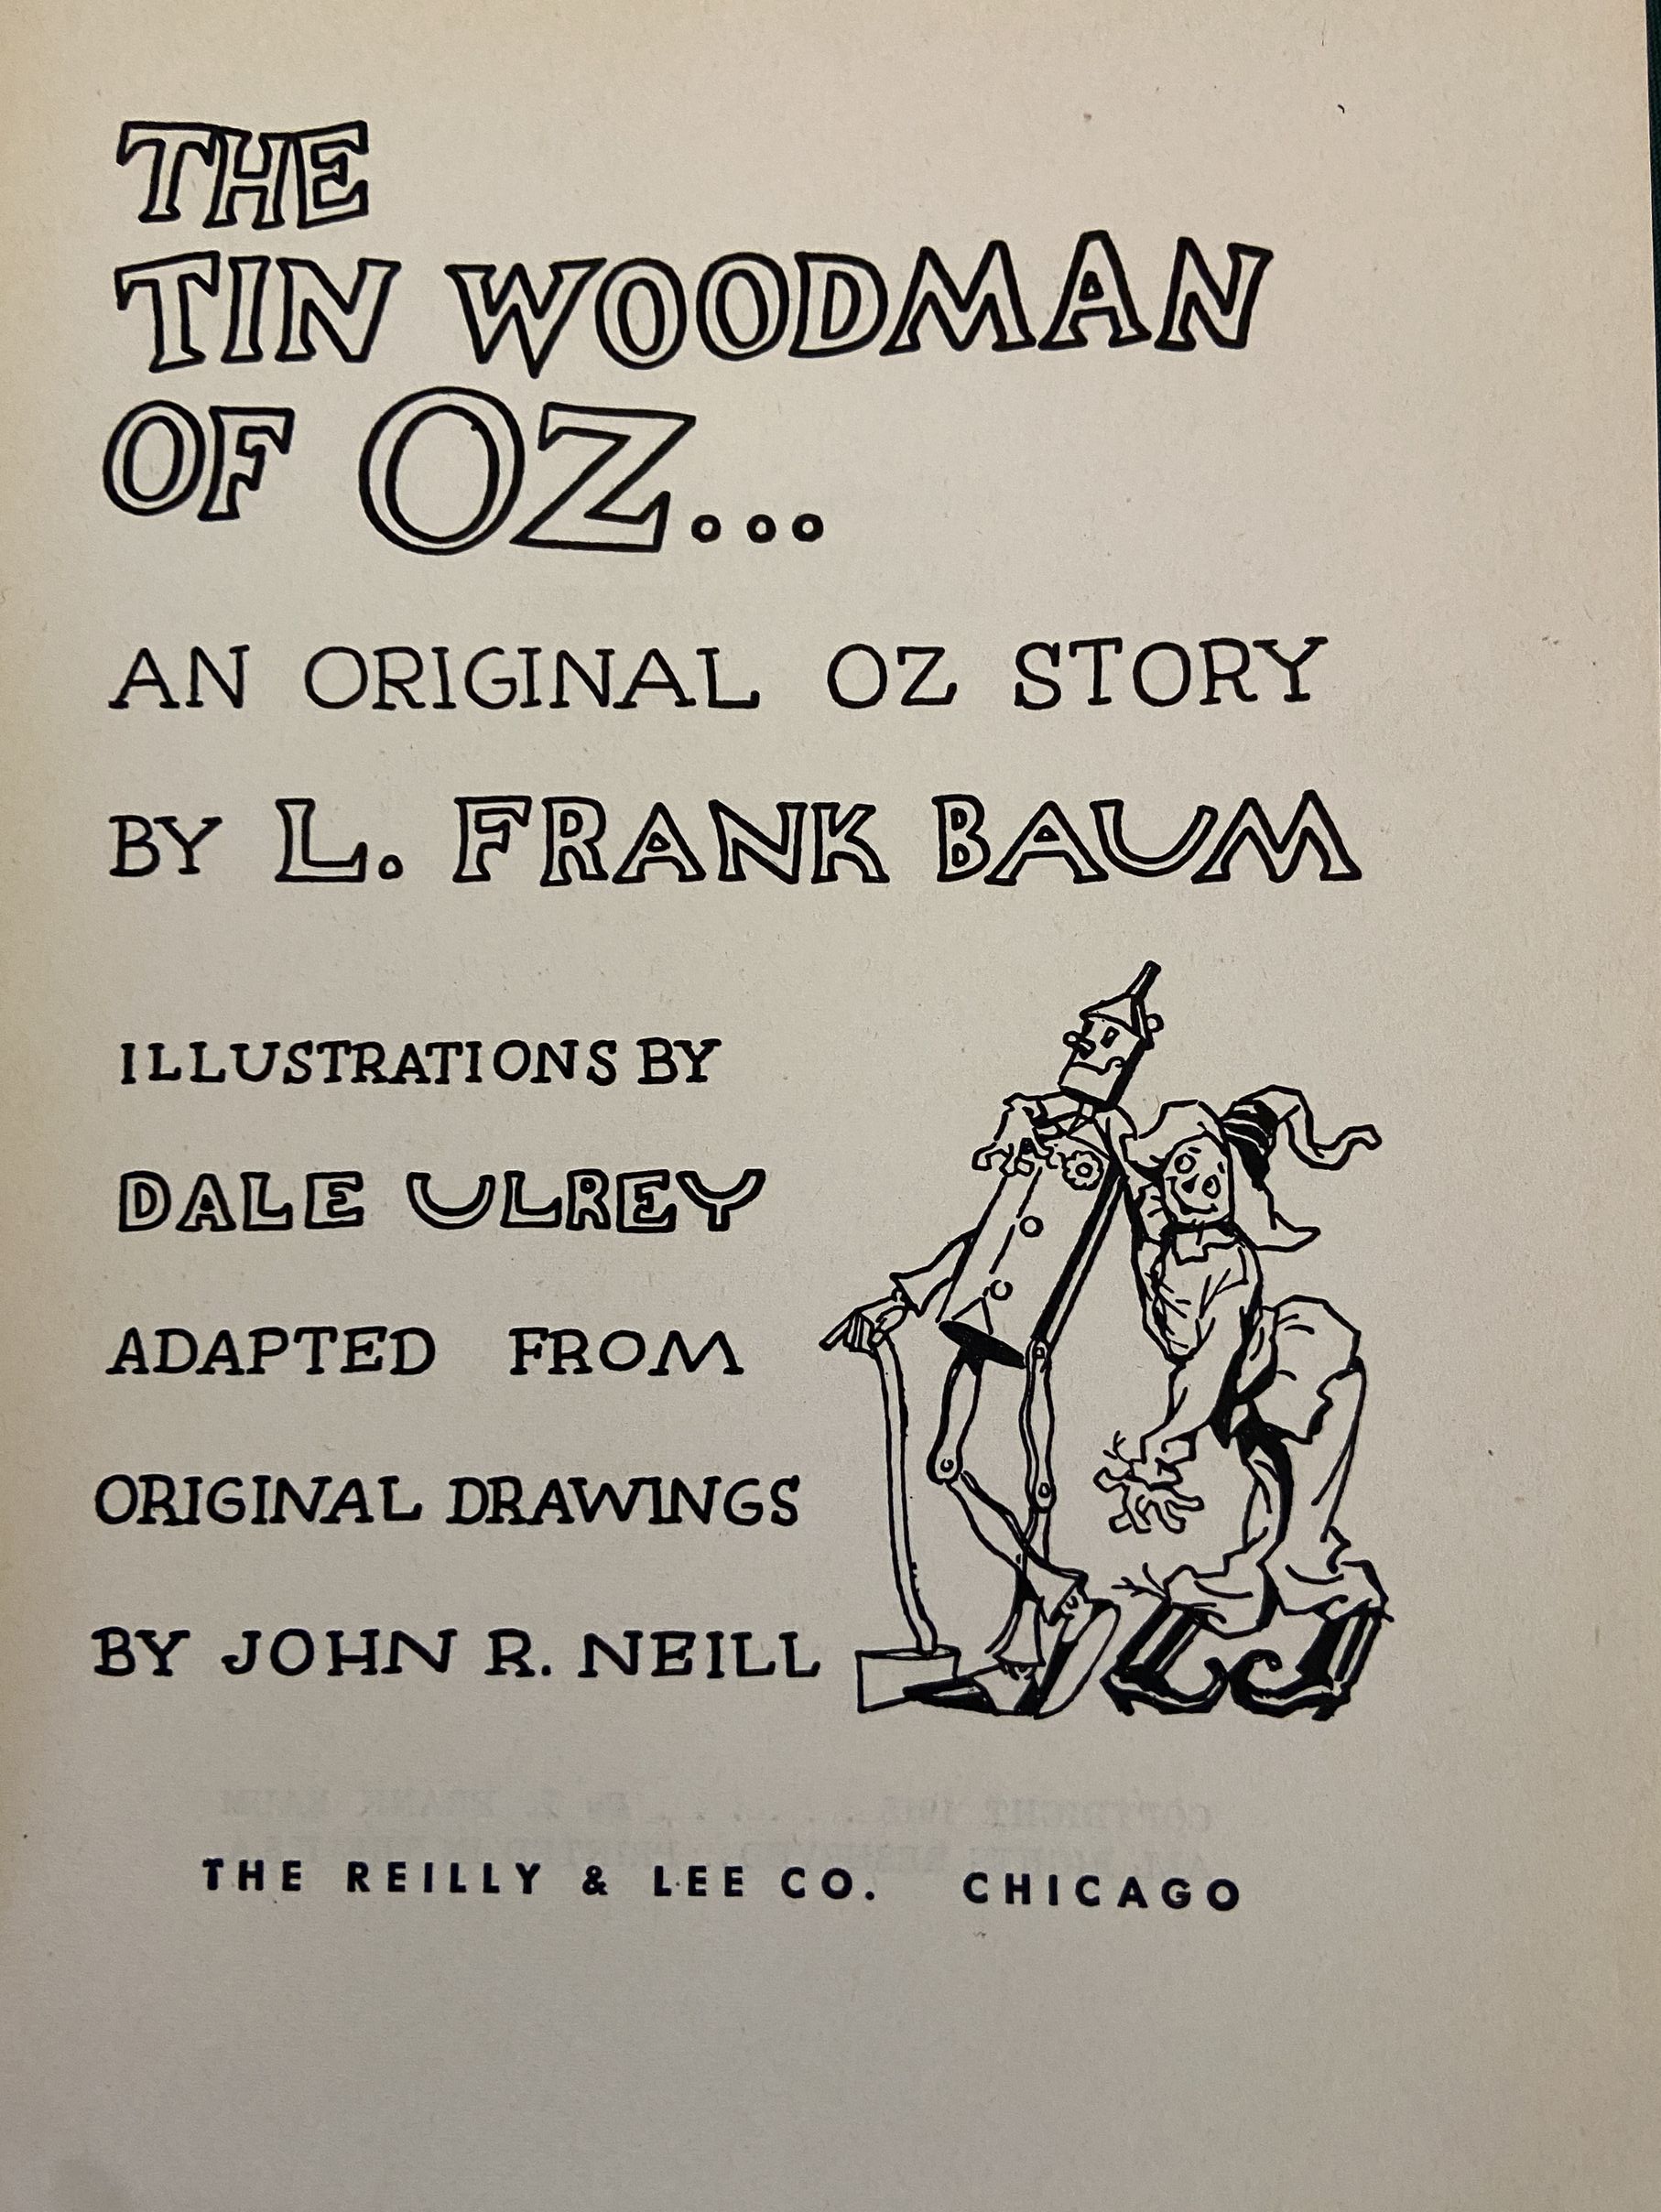 THE
TIN WOODMAN
OF OZ...
AN ORIGINAL OZ STORY
BY L. FRANK BAUM
ILLUSTRATIONS BY
DALE ULREY
ADAPTED FROM
ORIGINAL DRAWINGS
BY JOHN R. NEILL
THE REILLY & LEE CO. CHICAGO